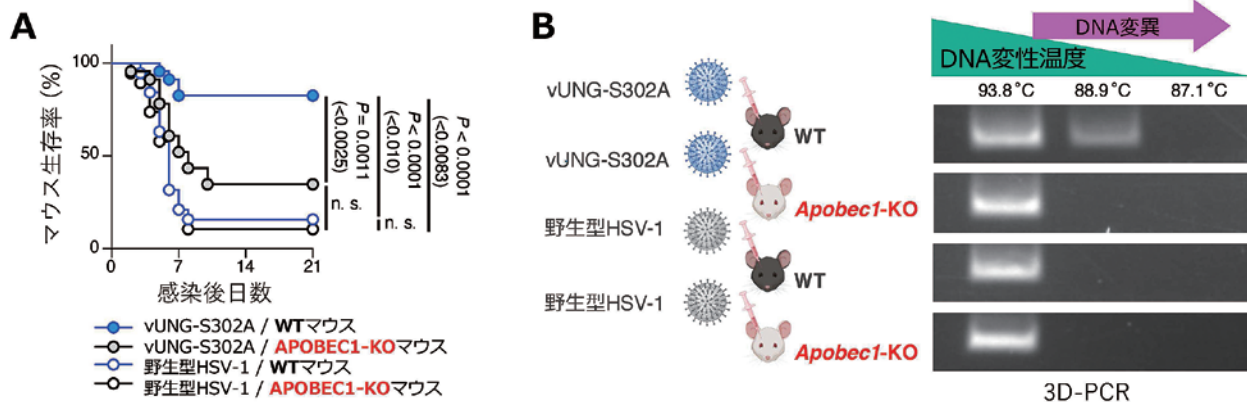 A
マウス生存率 (%)
100
50
0
0
7
14
21
感染後日数
P = 0.0011
(<0.0025)
P < 0.0001
(<0.010)
P < 0.0001
(<0.0083)
n. s.
n. s.
vUNG-S302A / WTマウス
vUNG-S302A / APOBEC1-KOマウス
野生型HSV-1 / WTマウス
野生型HSV-1 / APOBEC1-KOマウス
B
vUNG-S302A
WT
vUNG-S302A
Apobec1-KO
野生型HSV-1
WT
野生型HSV-1
Apobec1-KO
DNA変異
DNA変性温度
93.8°C 88.9°C 87.1°C
3D-PCR